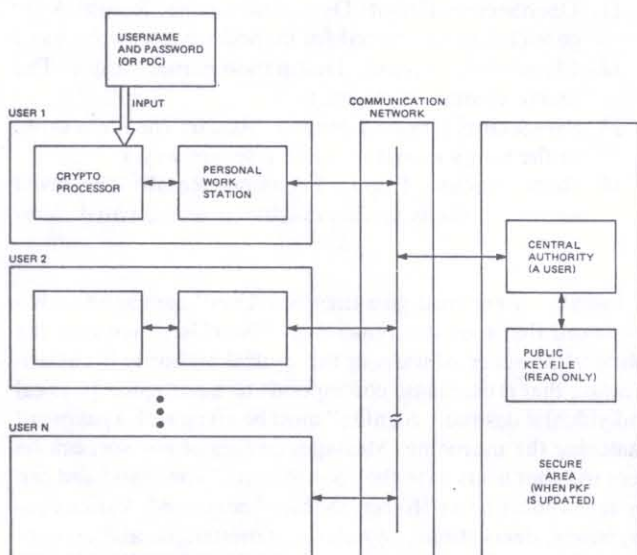 USERNAME
AND PASSWORD
(OR PDC)
INPUT
USER 1
COMMUNICATION
NETWORK
CRYPTO
PROCESSOR
PERSONAL
WORK
STATION
CENTRAL
AUTHORITY
(A USER)
USER 2
PUBLIC
KEY FILE
(READ ONLY)
USER N
SECURE
AREA
(WHEN PKF
IS UPDATED)